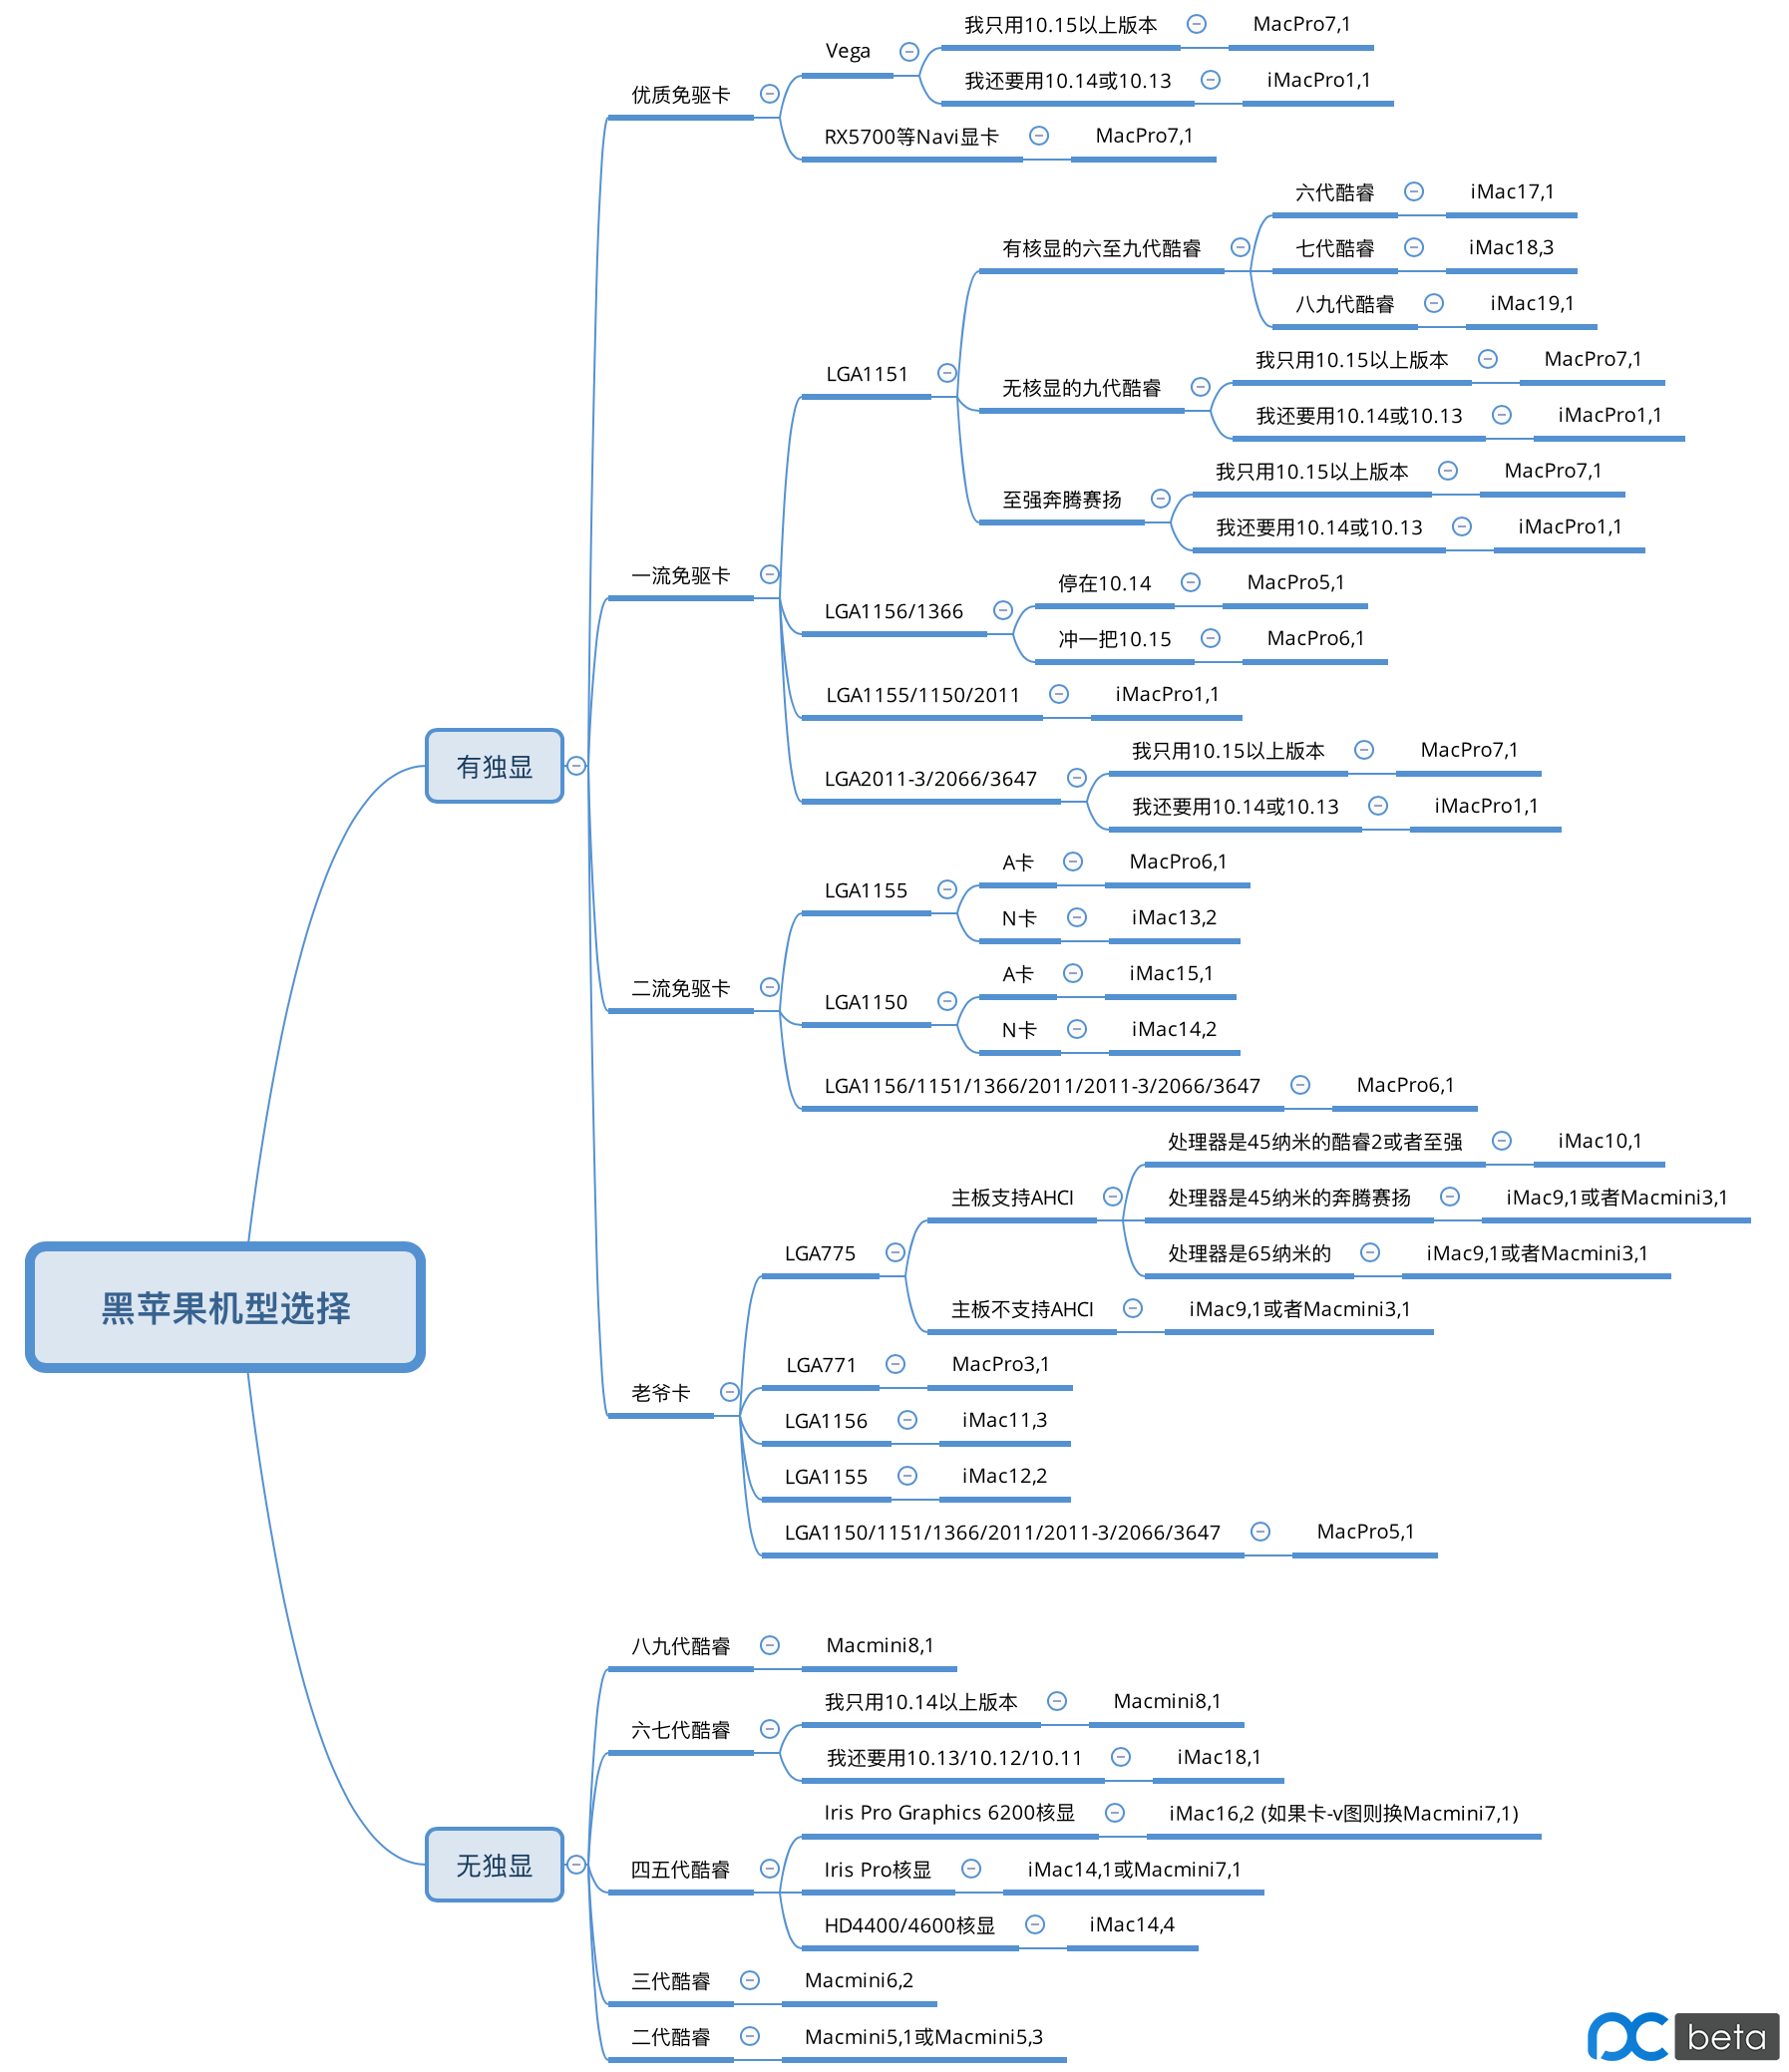 黑苹果机型选择
有独显
优质免驱卡
Vega
我只用10.15以上版本
MacPro7,1
我还要用10.14或10.13
iMacPro1,1
RX5700等Navi显卡
MacPro7,1
一流免驱卡
LGA1151
有核显的六至九代酷睿
六代酷睿
iMac17,1
七代酷睿
iMac18,3
八九代酷睿
iMac19,1
无核显的九代酷睿
我只用10.15以上版本
MacPro7,1
我还要用10.14或10.13
iMacPro1,1
至强奔腾赛扬
我只用10.15以上版本
MacPro7,1
我还要用10.14或10.13
iMacPro1,1
LGA1156/1366
停在10.14
MacPro5,1
冲一把10.15
MacPro6,1
LGA1155/1150/2011
iMacPro1,1
LGA2011-3/2066/3647
我只用10.15以上版本
MacPro7,1
我还要用10.14或10.13
iMacPro1,1
二流免驱卡
LGA1155
A卡
MacPro6,1
N卡
iMac13,2
LGA1150
A卡
iMac15,1
N卡
iMac14,2
LGA1156/1151/1366/2011/2011-3/2066/3647
MacPro6,1
老爷卡
LGA775
主板支持AHCI
处理器是45纳米的酷睿2或者至强
iMac10,1
处理器是45纳米的奔腾赛扬
iMac9,1或者Macmini3,1
处理器是65纳米的
iMac9,1或者Macmini3,1
主板不支持AHCI
iMac9,1或者Macmini3,1
LGA771
MacPro3,1
LGA1156
iMac11,3
LGA1155
iMac12,2
LGA1150/1151/1366/2011/2011-3/2066/3647
MacPro5,1
无独显
八九代酷睿
Macmini8,1
六七代酷睿
我只用10.14以上版本
Macmini8,1
我还要用10.13/10.12/10.11
iMac18,1
四五代酷睿
Iris Pro Graphics 6200核显
iMac16,2 (如果卡-v图则换Macmini7,1)
Iris Pro核显
iMac14,1或Macmini7,1
HD4400/4600核显
iMac14,4
三代酷睿
Macmini6,2
二代酷睿
Macmini5,1或Macmini5,3
pc beta